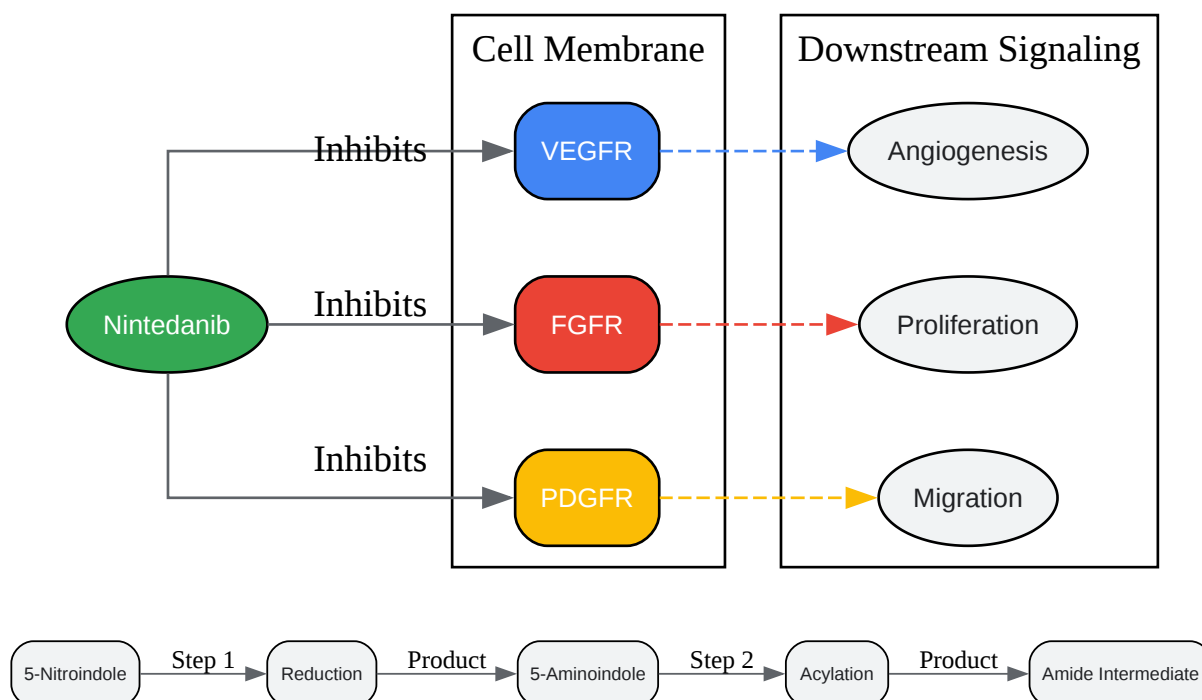 Cell Membrane
Downstream Signaling
Inhibits
VEGFR
Angiogenesis
Nintedanib
Inhibits
FGFR
Proliferation
Inhibits
PDGFR
Migration
5-Nitroindole
Step 1
Reduction
Product
5-Aminoindole
Step 2
Acylation
Product
Amide Intermediate